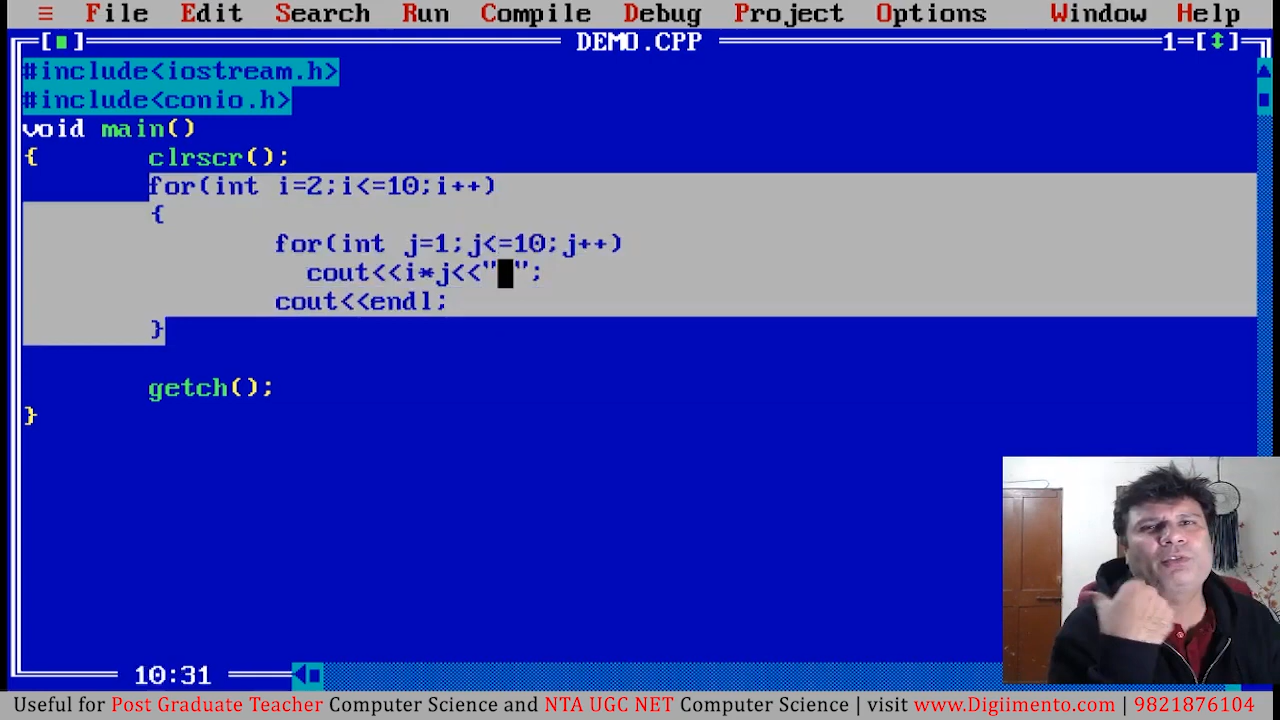 ≡ File Edit Search Run Compile Debug Project Options Window Help
[■] DEMO.CPP 1=[↕]
#include<iostream.h>
#include<conio.h>
void main()
{ clrscr();
for(int i=2;i<=10;i++)
{
for(int j=1;j<=10;j++)
cout<<i*j<<" ";
cout<<endl;
}
getch();
}
10:31
Useful for Post Graduate Teacher Computer Science and NTA UGC NET Computer Science | visit www.Digiimento.com | 9821876104